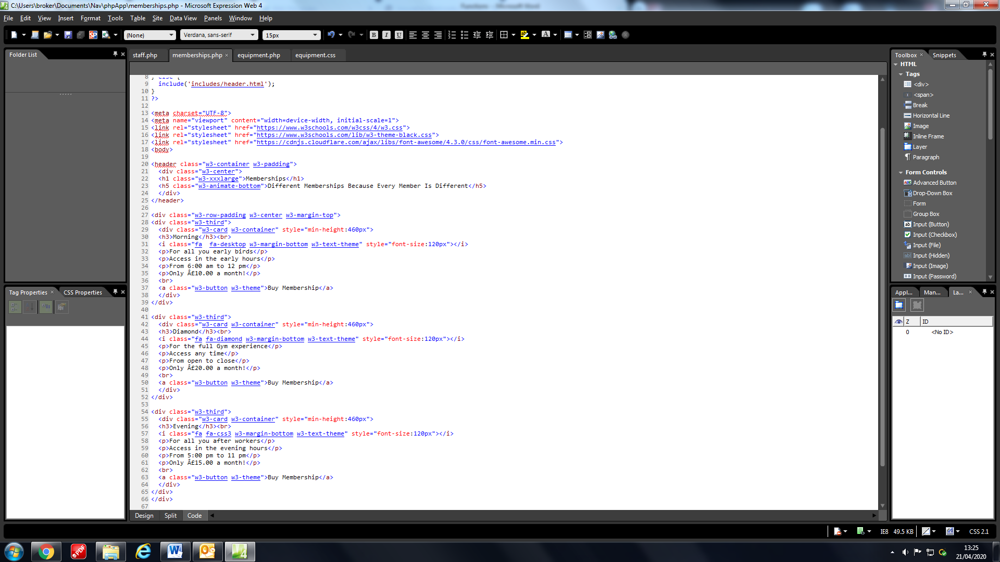 C:\Users\broker\Documents\Nav\phpApp\memberships.php - Microsoft Expression Web 4
File Edit View Insert Format Tools Table Site Data View Panels Window Help
(None) Verdana, sans-serif 15px
Folder List
staff.php memberships.php equipment.php equipment.css
8 } else {
9 include('includes/header.html');
10 }
11 ?>
12
13 <meta charset="UTF-8">
14 <meta name="viewport" content="width=device-width, initial-scale=1">
15 <link rel="stylesheet" href="https://www.w3schools.com/w3css/4/w3.css">
16 <link rel="stylesheet" href="https://www.w3schools.com/lib/w3-theme-black.css">
17 <link rel="stylesheet" href="https://cdnjs.cloudflare.com/ajax/libs/font-awesome/4.3.0/css/font-awesome.min.css">
18 <body>
19
20 <header class="w3-container w3-padding">
21 <div class="w3-center">
22 <h1 class="w3-xxxlarge">Memberships</h1>
23 <h5 class="w3-animate-bottom">Different Memberships Because Every Member Is Different</h5>
24 </div>
25 </header>
26
27 <div class="w3-row-padding w3-center w3-margin-top">
28 <div class="w3-third">
29 <div class="w3-card w3-container" style="min-height:460px">
30 <h3>Morning</h3><br>
31 <i class="fa  fa-desktop w3-margin-bottom w3-text-theme" style="font-size:120px"></i>
32 <p>For all you early birds</p>
33 <p>Access in the early hours</p>
34 <p>From 6:00 am to 12 pm</p>
35 <p>Only Â£10.00 a month!</p>
36 <br>
37 <a class="w3-button w3-theme">Buy Membership</a>
38 </div>
39 </div>
40
41 <div class="w3-third">
42 <div class="w3-card w3-container" style="min-height:460px">
43 <h3>Diamond</h3><br>
44 <i class="fa fa-diamond w3-margin-bottom w3-text-theme" style="font-size:120px"></i>
45 <p>For the full Gym experience</p>
46 <p>Access any time</p>
47 <p>From open to close</p>
48 <p>Only Â£20.00 a month!</p>
49 <br>
50 <a class="w3-button w3-theme">Buy Membership</a>
51 </div>
52 </div>
53
54 <div class="w3-third">
55 <div class="w3-card w3-container" style="min-height:460px">
56 <h3>Evening</h3><br>
57 <i class="fa fa-css3 w3-margin-bottom w3-text-theme" style="font-size:120px"></i>
58 <p>For all you after workers</p>
59 <p>Access in the evening hours</p>
60 <p>From 5:00 pm to 11 pm</p>
61 <p>Only Â£15.00 a month!</p>
62 <br>
63 <a class="w3-button w3-theme">Buy Membership</a>
64 </div>
65 </div>
66 </div>
67
Design Split Code
Tag Properties CSS Properties
Toolbox Snippets
HTML
Tags
<div>
<span>
Break
Horizontal Line
Image
Inline Frame
Layer
Paragraph
Form Controls
Advanced Button
Drop-Down Box
Form
Group Box
Input (Button)
Input (Checkbox)
Input (File)
Input (Hidden)
Input (Image)
Input (Password)
Appl... Man... La...
Z ID
0 <No ID>
IE8 49.5 KB CSS 2.1
13:25
21/04/2020